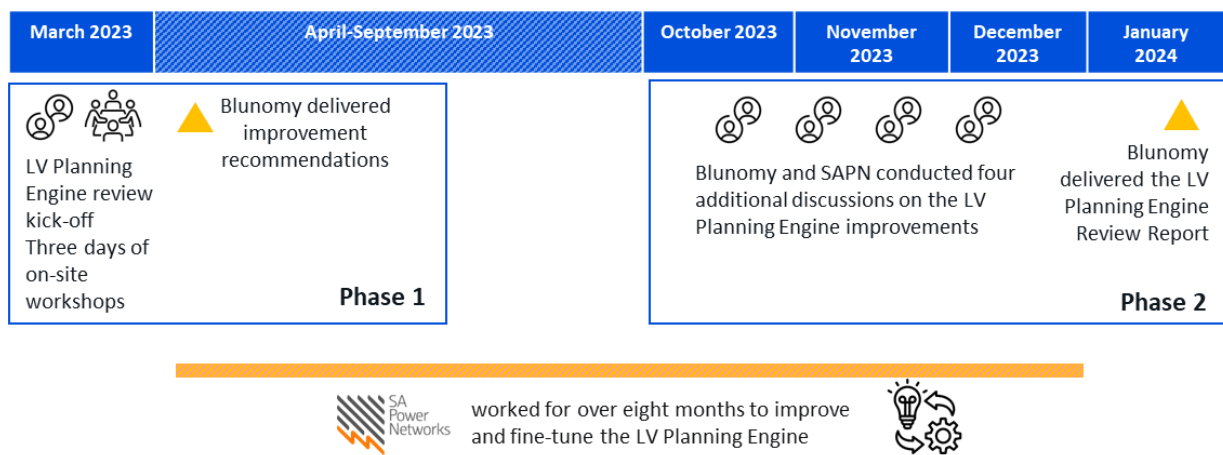 March 2023
April-September 2023
October 2023
November
2023
December
2023
January
2024
LV Planning
Engine review
kick-off
Three days of
on-site
workshops
Blunomy delivered
improvement
recommendations
Phase 1
Blunomy and SAPN conducted four
additional discussions on the LV
Planning Engine improvements
Blunomy
delivered the LV
Planning Engine
Review Report
Phase 2
SA
Power
Networks
worked for over eight months to improve
and fine-tune the LV Planning Engine